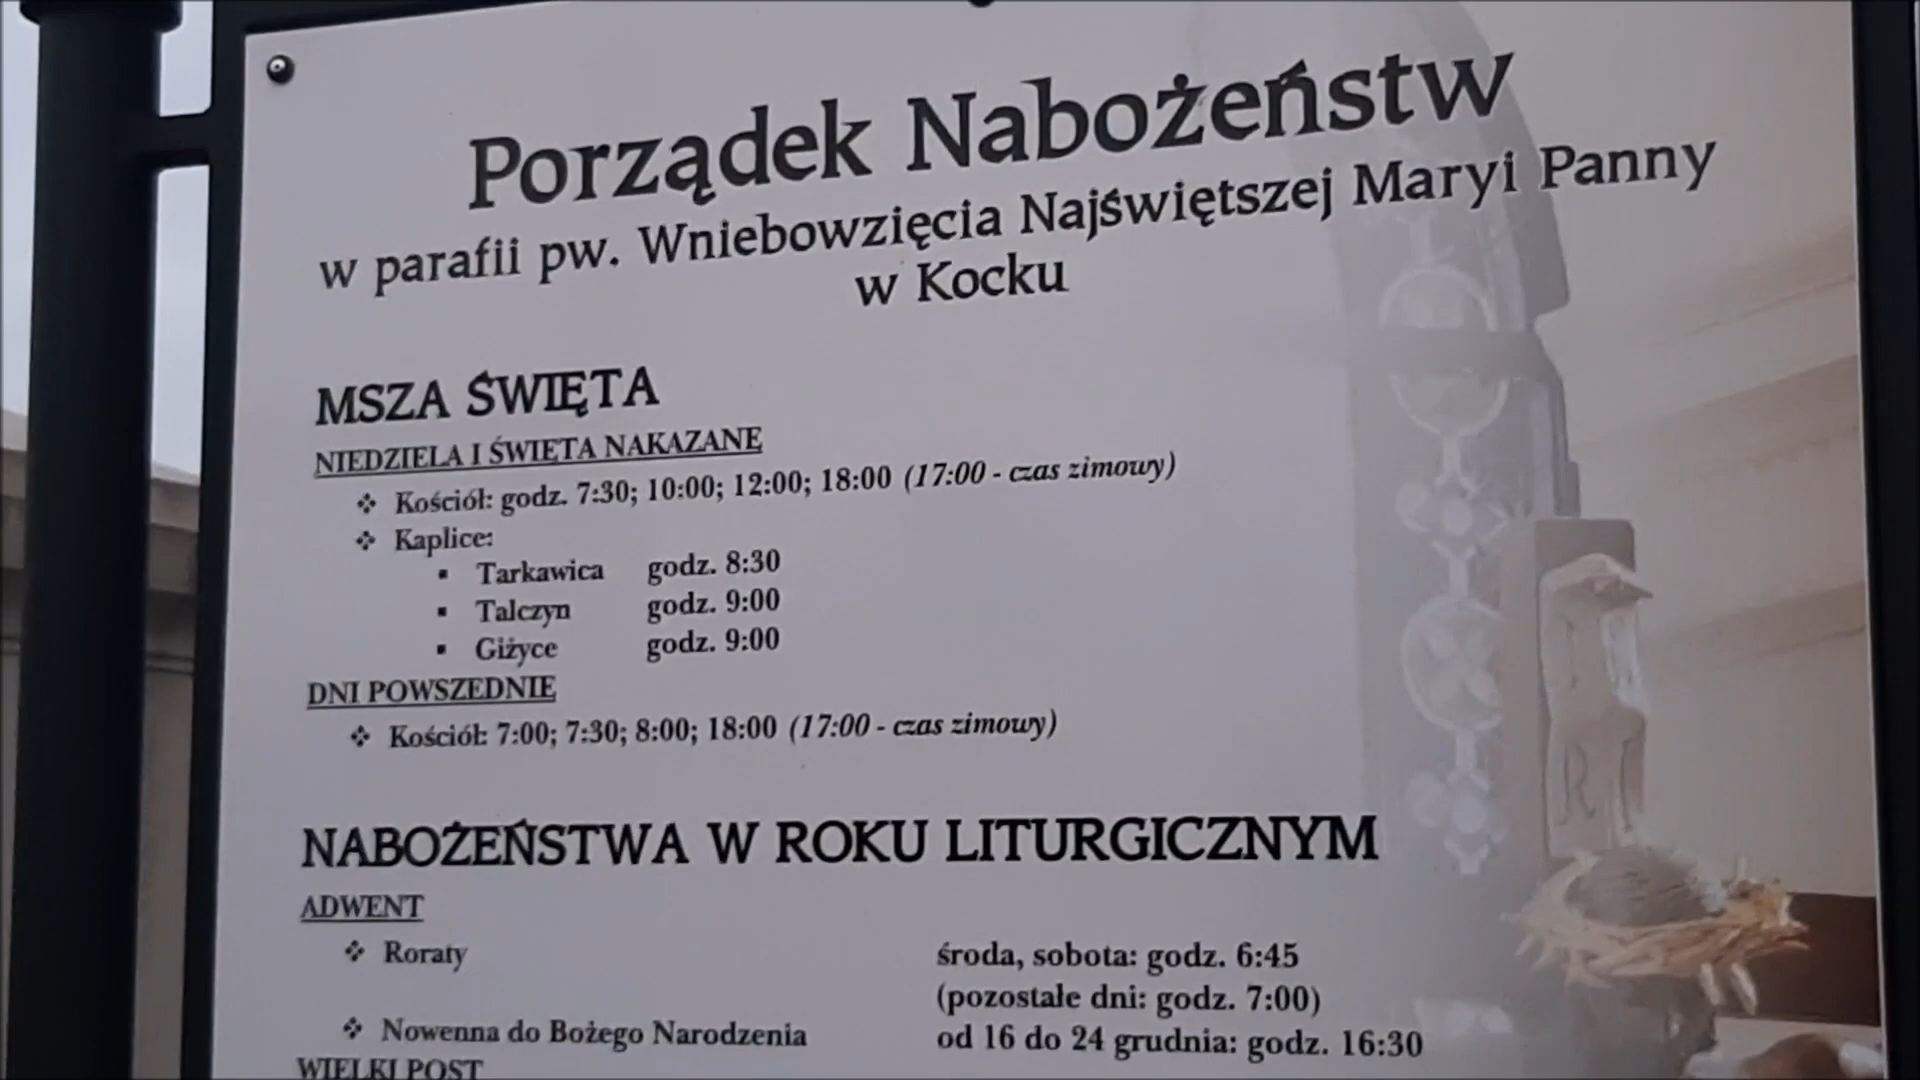 Porządek Nabożeństw
w parafii pw. Wniebowzięcia Najświętszej Maryi Panny
w Kocku
MSZA ŚWIĘTA
NIEDZIELA I ŚWIĘTA NAKAZANE
❖ Kościół: godz. 7:30; 10:00; 12:00; 18:00 (17:00 - czas zimowy)
❖ Kaplice:
▪ Tarkawica godz. 8:30
▪ Talczyn godz. 9:00
▪ Giżyce godz. 9:00
DNI POWSZEDNIE
❖ Kościół: 7:00; 7:30; 8:00; 18:00 (17:00 - czas zimowy)
NABOŻEŃSTWA W ROKU LITURGICZNYM
ADWENT
❖ Roraty środa, sobota: godz. 6:45
(pozostałe dni: godz. 7:00)
❖ Nowenna do Bożego Narodzenia od 16 do 24 grudnia: godz. 16:30
WIELKI POST